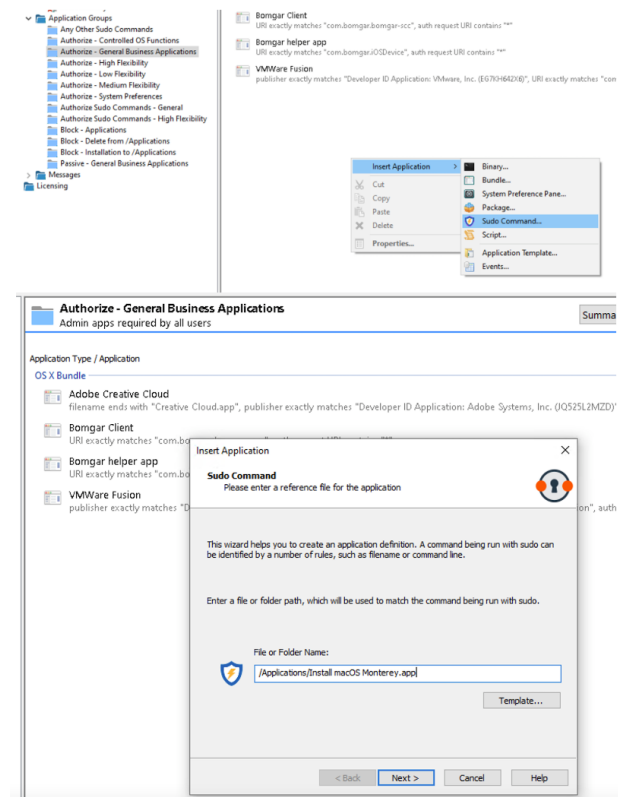 Application Groups
Any Other Sudo Commands
Authorize - Controlled OS Functions
Authorize - General Business Applications
Authorize - High Flexibility
Authorize - Low Flexibility
Authorize - Medium Flexibility
Authorize - System Preferences
Authorize Sudo Commands - General
Authorize Sudo Commands - High Flexibility
Block - Applications
Block - Delete from /Applications
Block - Installation to /Applications
Passive - General Business Applications
Messages
Licensing
Bomgar Client
URI exactly matches "com.bomgar.bomgar-scc", auth request URI contains "*"
Bomgar helper app
URI exactly matches "com.bomgar.iOSDevice", auth request URI contains "*"
VMWare Fusion
publisher exactly matches "Developer ID Application: VMware, Inc. (EG7KH642X6)", URI exactly matches "com
Insert Application
Cut
Copy
Paste
Delete
Properties...
Binary...
Bundle...
System Preference Pane...
Package...
Sudo Command...
Script...
Application Template...
Events...
Authorize - General Business Applications
Admin apps required by all users
Summa
Application Type / Application
OS X Bundle
Adobe Creative Cloud
filename ends with "Creative Cloud.app", publisher exactly matches "Developer ID Application: Adobe Systems, Inc. (JQ525L2MZD)"
Bomgar Client
URI exactly matches "com.bo
Bomgar helper app
URI exactly matches "com.bo
VMWare Fusion
publisher exactly matches "D
on", auth
Insert Application
Sudo Command
Please enter a reference file for the application
This wizard helps you to create an application definition. A command being run with sudo can
be identified by a number of rules, such as filename or command line.
Enter a file or folder path, which will be used to match the command being run with sudo.
File or Folder Name:
/Applications/Install macOS Monterey.app
Template...
< Back
Next >
Cancel
Help